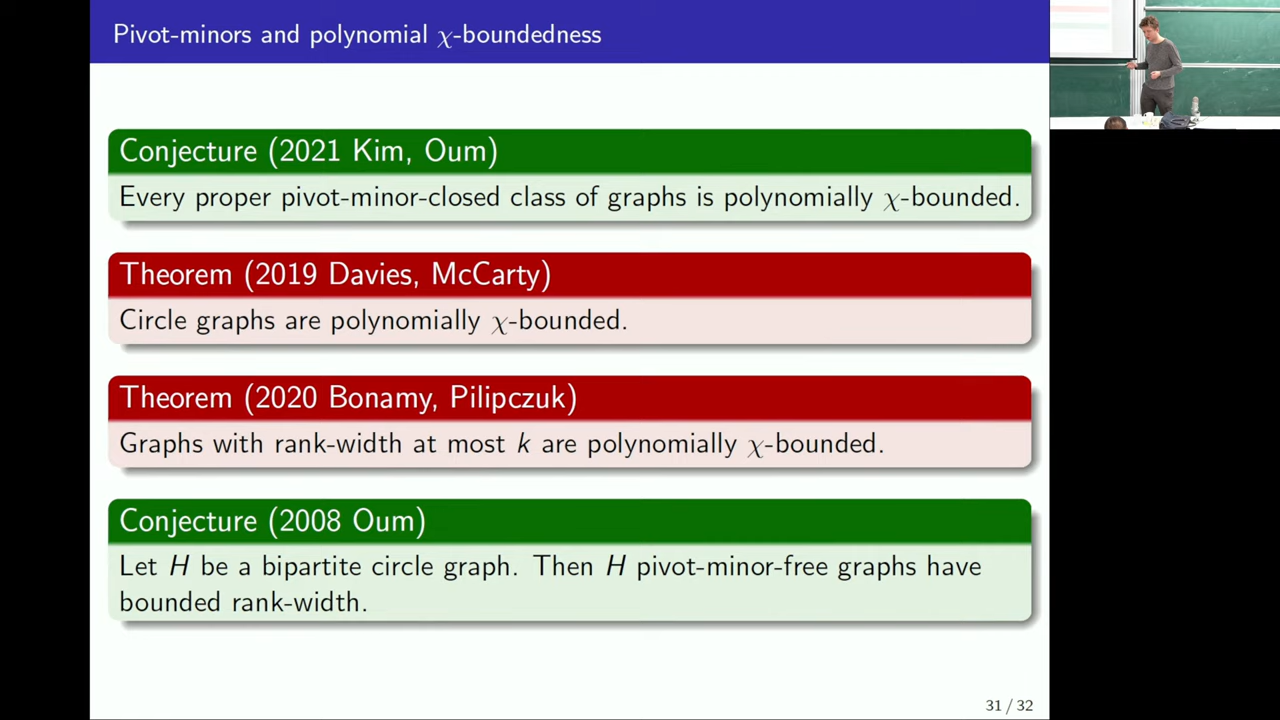 Pivot-minors and polynomial χ-boundedness
Conjecture (2021 Kim, Oum)
Every proper pivot-minor-closed class of graphs is polynomially χ-bounded.
Theorem (2019 Davies, McCarty)
Circle graphs are polynomially χ-bounded.
Theorem (2020 Bonamy, Pilipczuk)
Graphs with rank-width at most k are polynomially χ-bounded.
Conjecture (2008 Oum)
Let H be a bipartite circle graph. Then H pivot-minor-free graphs have
bounded rank-width.
31 / 32